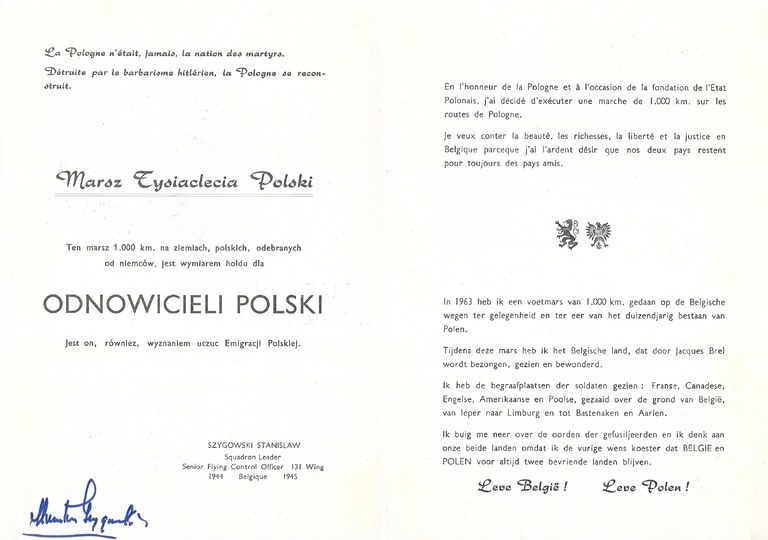 La Pologne n'était, jamais, la nation des martyrs.
Détruite par le barbarisme hitlérien, la Pologne se recon-
struit.
Marsz Tysiaclecia Polski
Ten marsz 1.000 km. na ziemiach, polskich, odebranych
od niemców, jest wymiarem holdu dla
ODNOWICIELI POLSKI
Jest on, równiez, wyznaniem uczuc Emigracji Polskiej.
SZYGOWSKI STANISLAW
Squadron Leader
Senior Flying Control Officer 131 Wing
1944 Belgique 1945
En l'honneur de la Pologne et à l'occasion de la fondation de l'Etat
Polonais, j'ai décidé d'exécuter une marche de 1.000 km. sur les
routes de Pologne.
Je veux conter la beauté, les richesses, la liberté et la justice en
Belgique parceque j'ai l'ardent désir que nos deux pays restent
pour toujours des pays amis.
In 1963 heb ik een voetmars van 1.000 km. gedaan op de Belgische
wegen ter gelegenheid en ter eer van het duizendjarig bestaan van
Polen.
Tijdens deze mars heb ik het Belgische land, dat door Jacques Brel
wordt bezongen, gezien en bewonderd.
Ik heb de begraafplaatsen der soldaten gezien : Franse, Canadese,
Engelse, Amerikaanse en Poolse, gezaaid over de grond van België,
van Ieper naar Limburg en tot Bastenaken en Aarlen.
Ik buig me neer over de oorden der gefusiljeerden en ik denk aan
onze beide landen omdat ik de vurige wens koester dat BELGIE en
POLEN voor altijd twee bevriende landen blijven.
Leve België ! Leve Polen !